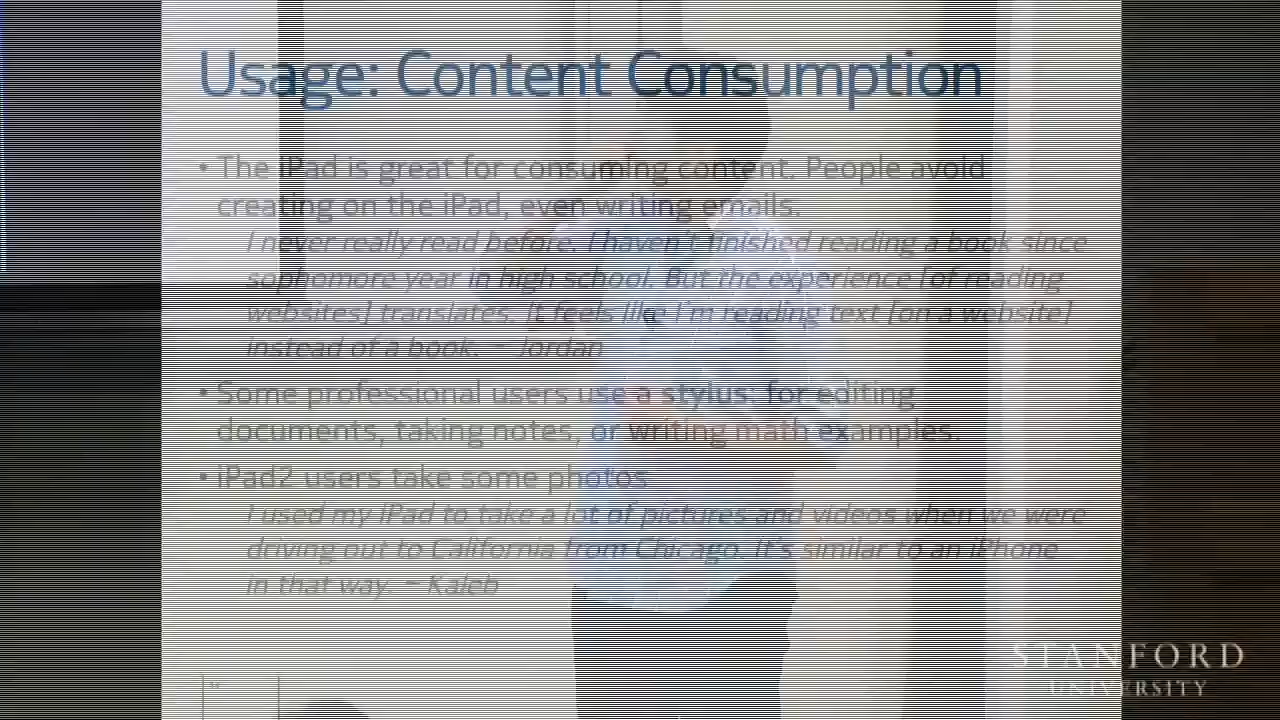 Usage: Content Consumption
• The iPad is great for consuming content. People avoid
creating on the iPad, even writing emails.
I never really read before. I haven't finished reading a book since
sophomore year in high school. But the experience [of reading
websites] translates. It feels like I'm reading text [on a website]
instead of a book. – Jordan
• Some professional users use a stylus: for editing
documents, taking notes, or writing math examples.
• iPad2 users take some photos
I used my iPad to take a lot of pictures and videos when we were
driving out to California from Chicago. It's similar to an iPhone
in that way. – Kaleb
STANFORD
UNIVERSITY